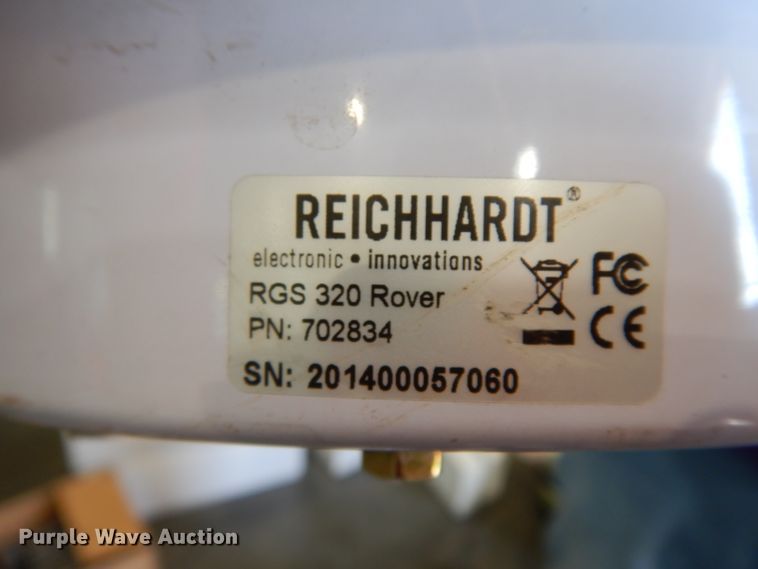 REICHHARDT®
electronic • innovations
RGS 320 Rover
PN: 702834
SN: 201400057060
FC
CE
Purple Wave Auction